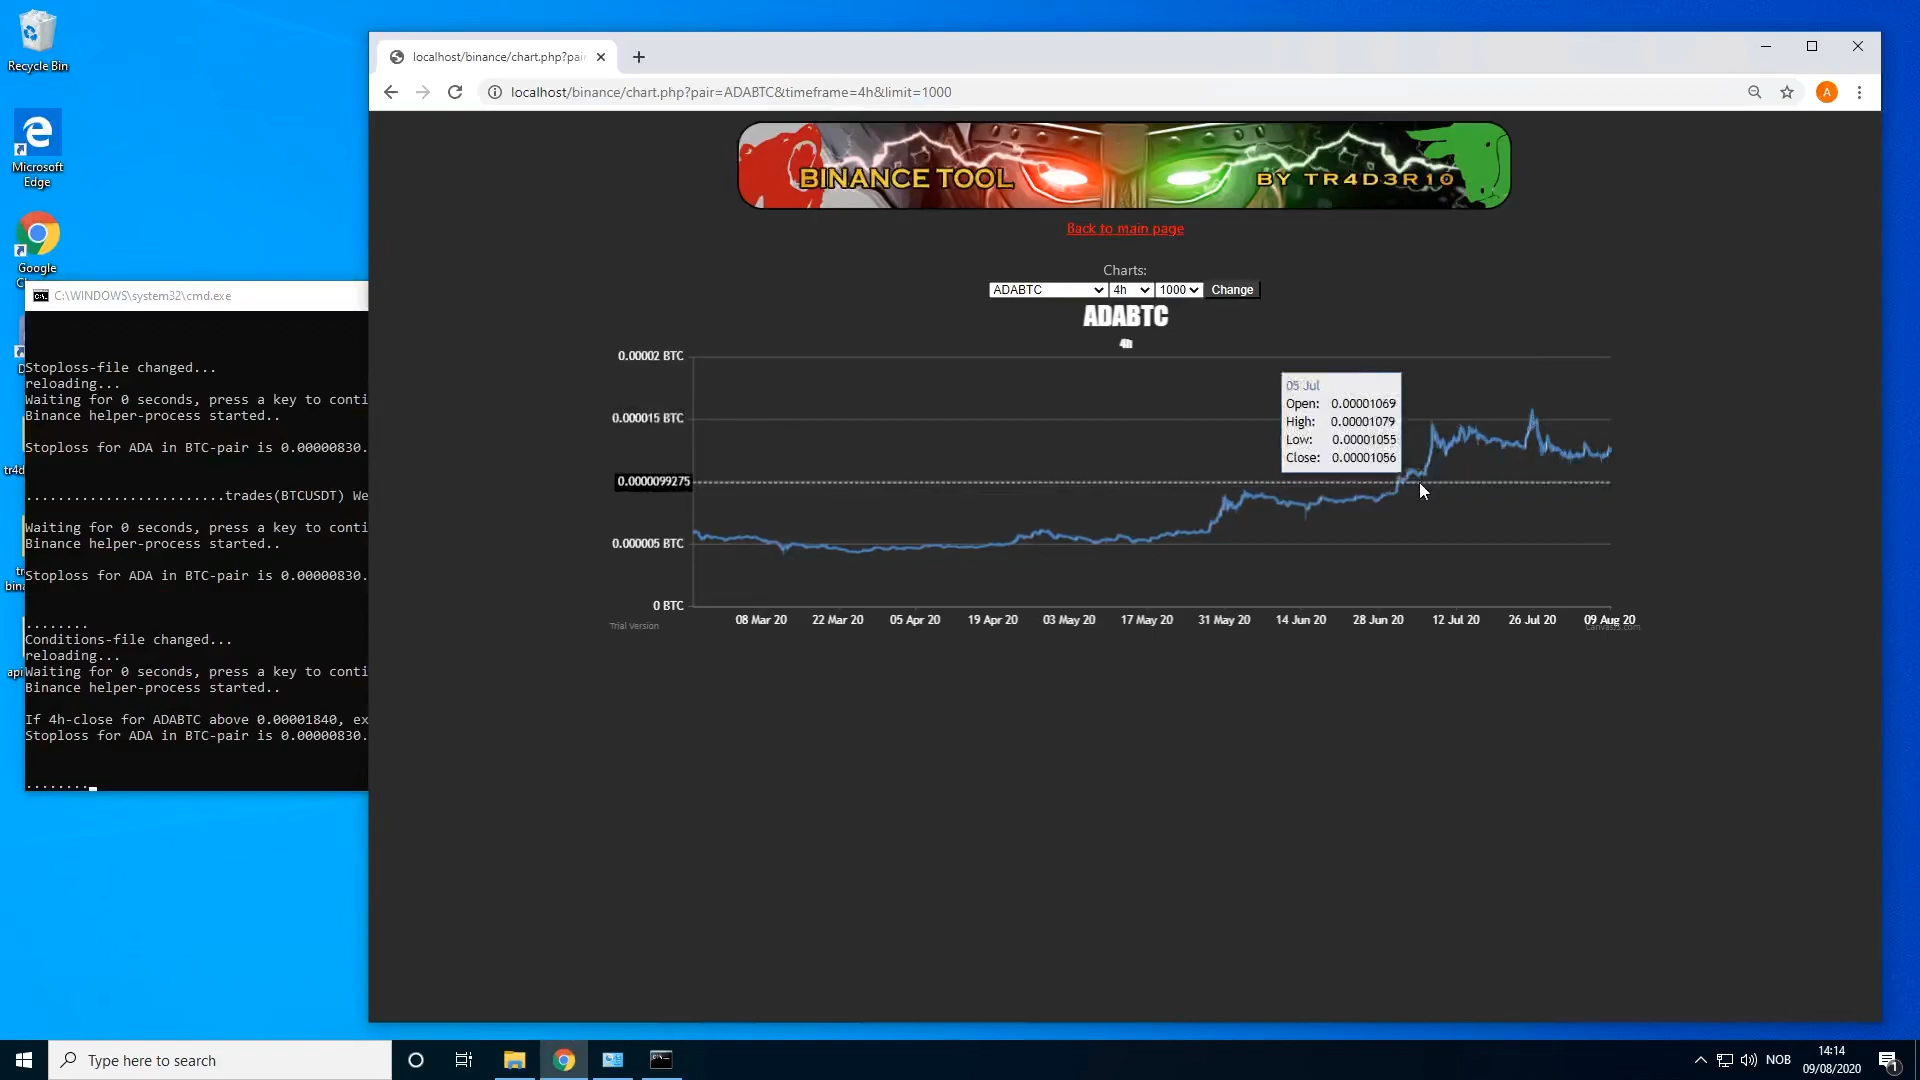 Recycle Bin
Microsoft
Edge
Google
localhost/binance/chart.php?pai
localhost/binance/chart.php?pair=ADABTC&timeframe=4h&limit=1000
A
BINANCE TOOL
BY TR4D3R10
Back to main page
Charts:
ADABTC
4h
1000
Change
ADABTC
4h
0.00002 BTC
0.000015 BTC
0.0000099275
0.000005 BTC
0 BTC
05 Jul
Open: 0.00001069
High: 0.00001079
Low: 0.00001055
Close: 0.00001056
08 Mar 20
22 Mar 20
05 Apr 20
19 Apr 20
03 May 20
17 May 20
31 May 20
14 Jun 20
28 Jun 20
12 Jul 20
26 Jul 20
09 Aug 20
Trial Version
CanvasJS.com
C:\WINDOWS\system32\cmd.exe
Stoploss-file changed...
reloading...
Waiting for 0 seconds, press a key to conti
Binance helper-process started..
Stoploss for ADA in BTC-pair is 0.00000830.
.........................trades(BTCUSDT) We
Waiting for 0 seconds, press a key to conti
Binance helper-process started..
Stoploss for ADA in BTC-pair is 0.00000830.
........
Conditions-file changed...
reloading...
Waiting for 0 seconds, press a key to conti
Binance helper-process started..
If 4h-close for ADABTC above 0.00001840, ex
Stoploss for ADA in BTC-pair is 0.00000830.
........
tr4d
bina
api
Type here to search
NOB
14:14
09/08/2020
1